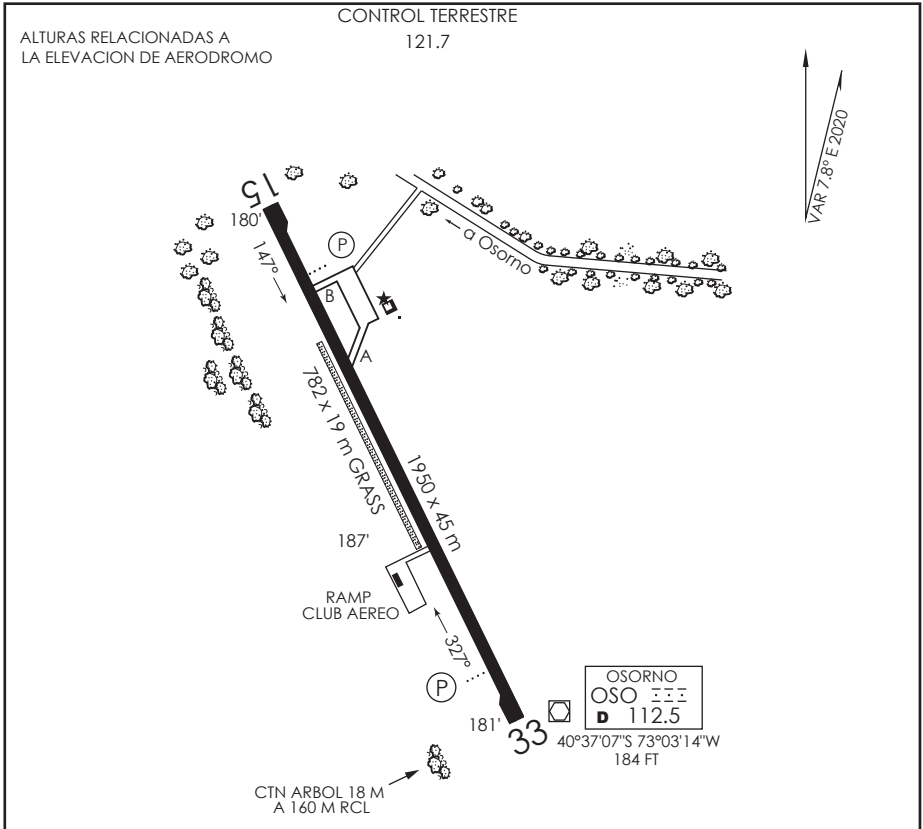 CONTROL TERRESTRE
121.7
ALTURAS RELACIONADAS A
LA ELEVACION DE AERODROMO
VAR 7.8° E 2020
15
180'
147°
P
a Osorno
B
A
782 x 19 m GRASS
1950 x 45 m
187'
RAMP
CLUB AEREO
327°
P
181'
33
OSORNO
OSO
D 112.5
40°37'07"S 73°03'14"W
184 FT
CTN ARBOL 18 M
A 160 M RCL